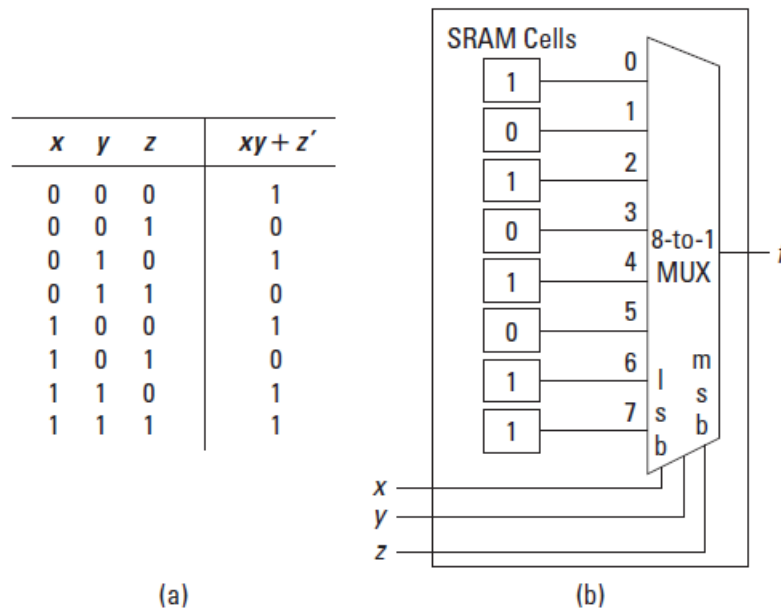 x y z xy + z′
0 0 0 1
0 0 1 0
0 1 0 1
0 1 1 0
1 0 0 1
1 0 1 0
1 1 0 1
1 1 1 1
(a)
SRAM Cells
1 0
0 1
1 2
0 3
1 4
0 5
1 6
1 7
8-to-1
MUX
lsb
msb
x
y
z
(b)